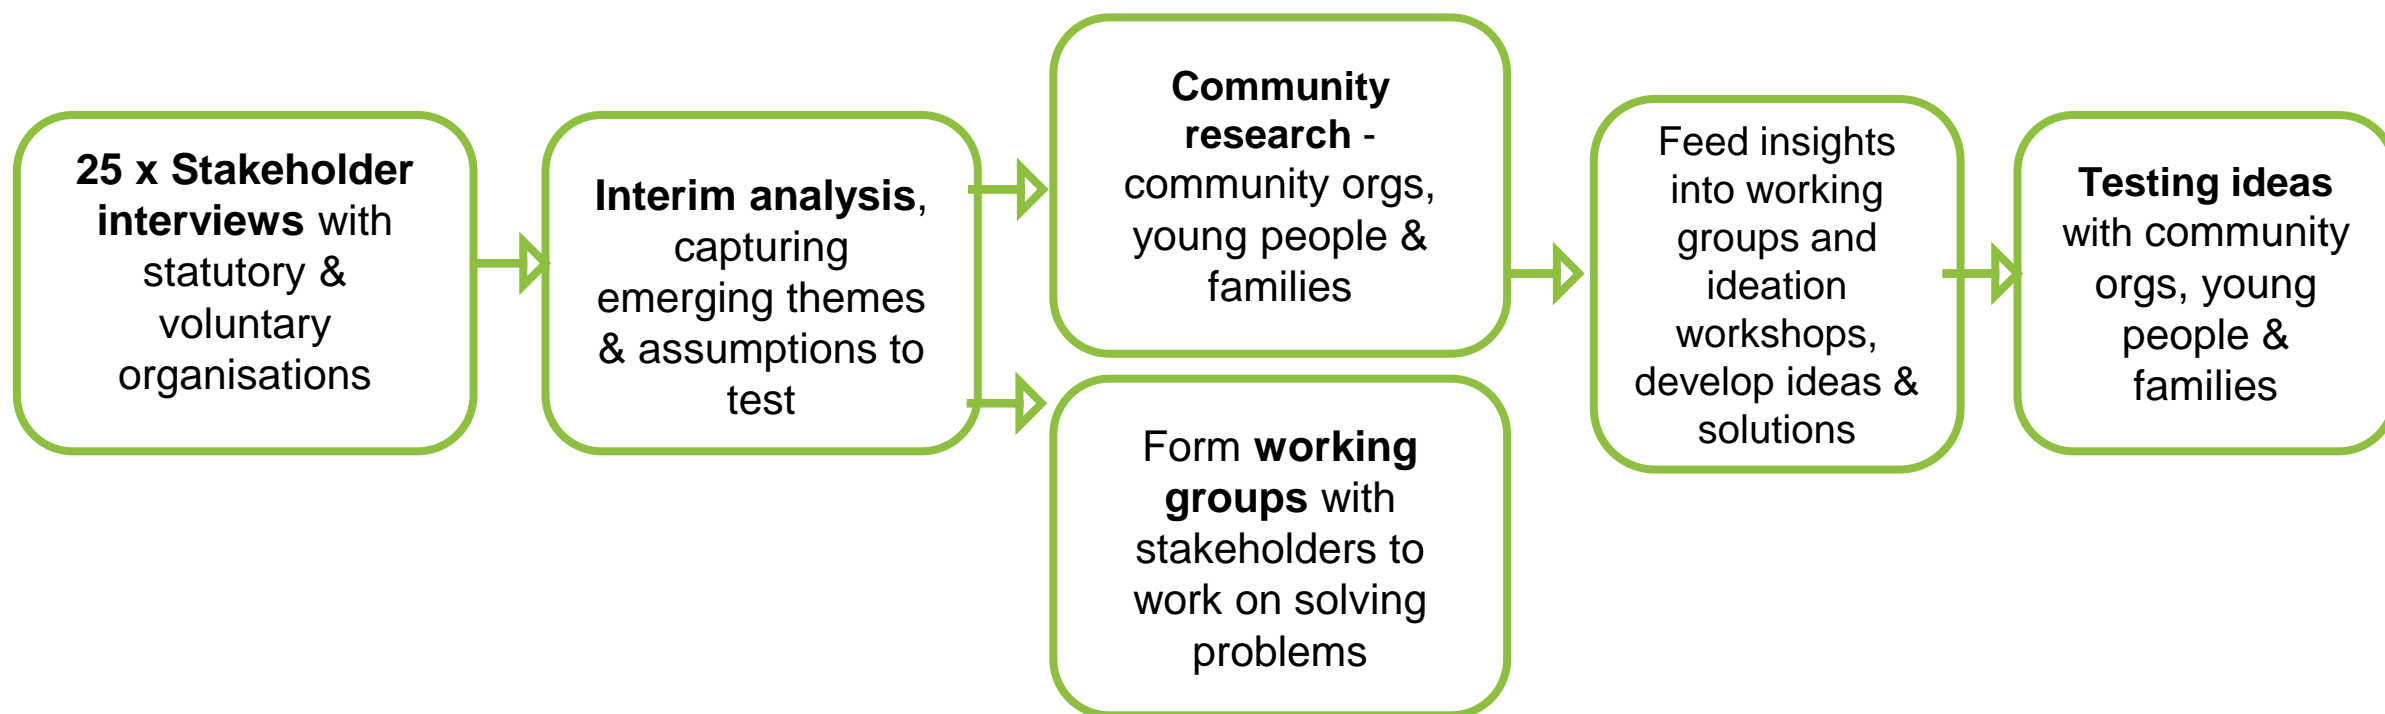 25 x Stakeholder
interviews with
statutory &
voluntary
organisations
Interim analysis,
capturing
emerging themes
& assumptions to
test
Community
research -
community orgs,
young people &
families
Form working
groups with
stakeholders to
work on solving
problems
Feed insights
into working
groups and
ideation
workshops,
develop ideas &
solutions
Testing ideas
with community
orgs, young
people &
families